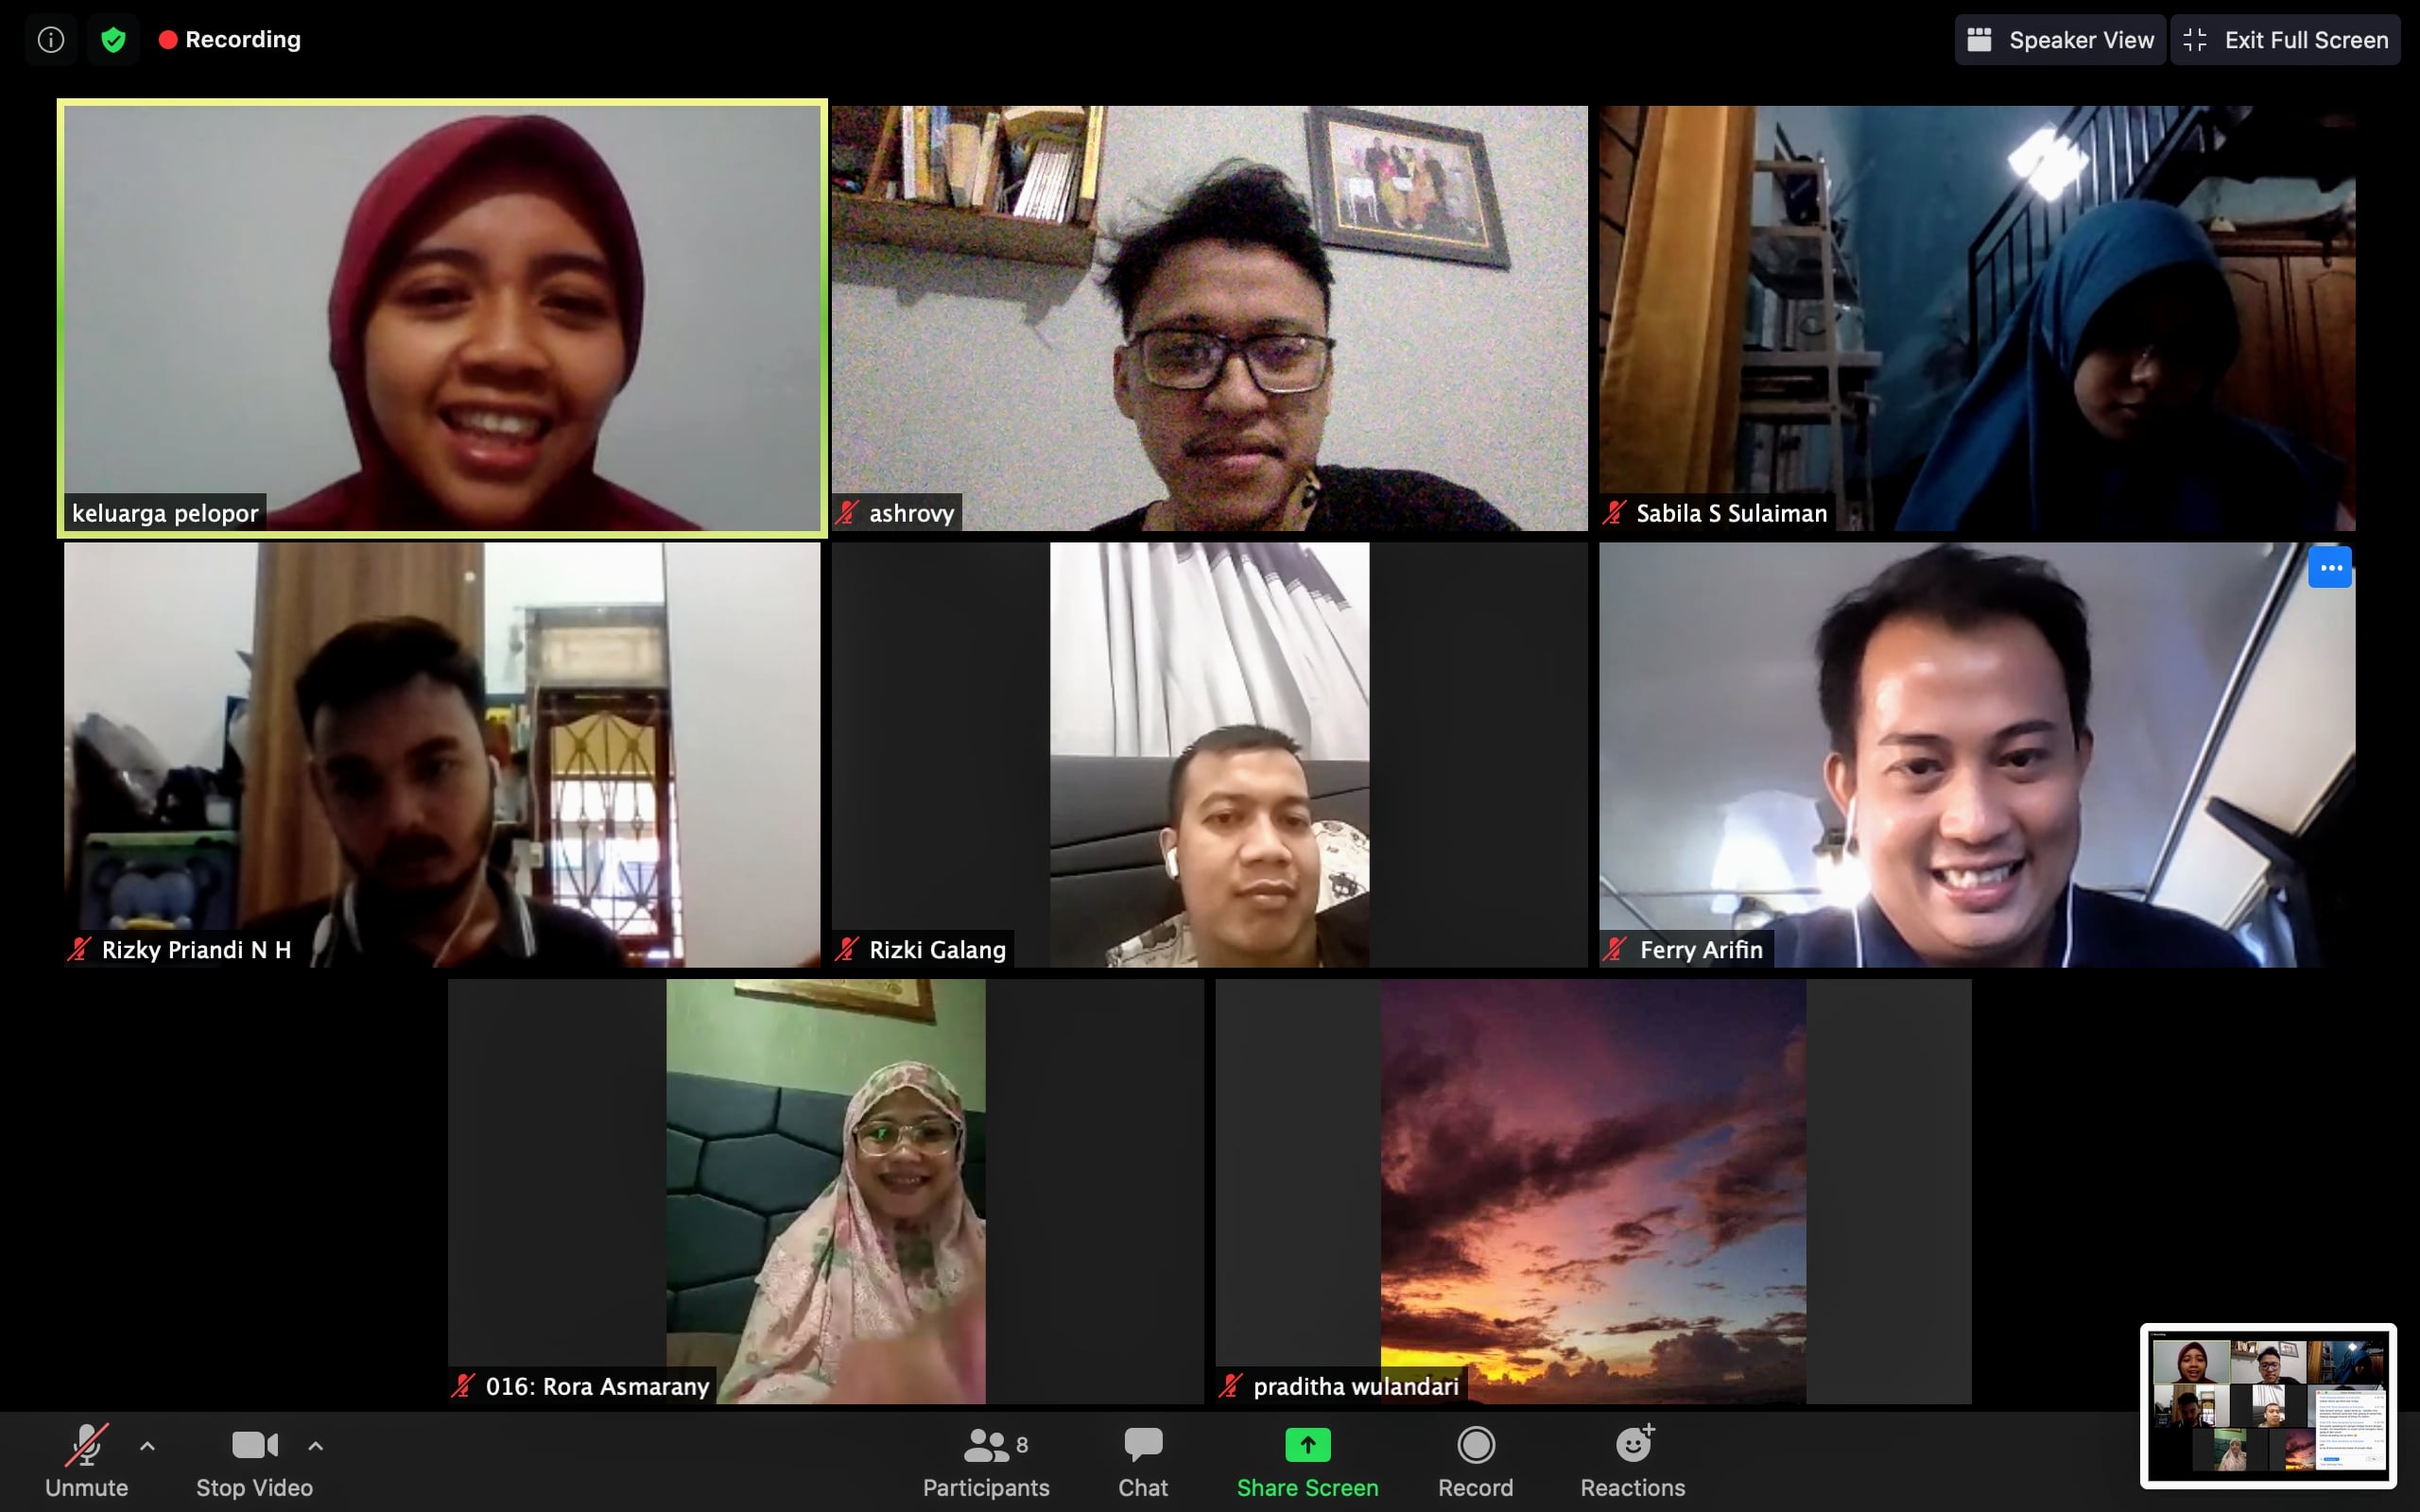 Recording
Speaker View
Exit Full Screen
keluarga pelopor
ashrovy
Sabila S Sulaiman
Rizky Priandi N H
Rizki Galang
Ferry Arifin
016: Rora Asmarany
praditha wulandari
Unmute
Stop Video
Participants
8
Chat
Share Screen
Record
Reactions